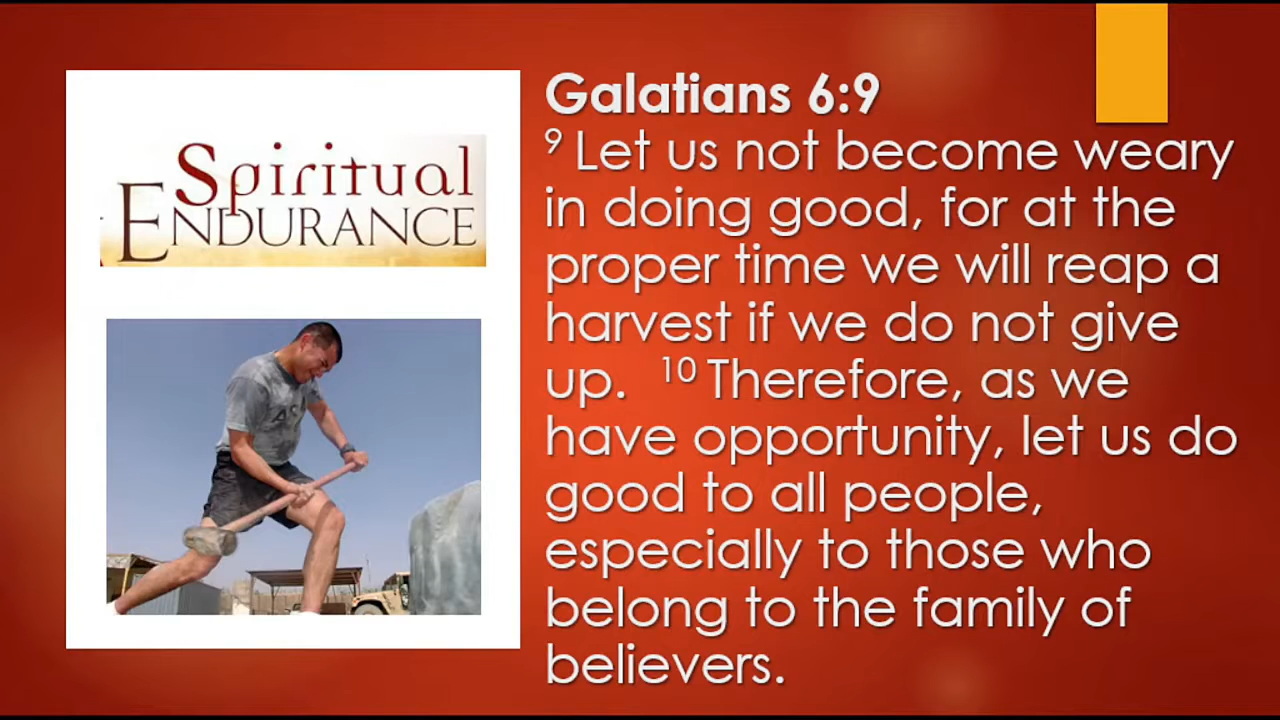 Spiritual
ENDURANCE
Galatians 6:9
⁹ Let us not become weary
in doing good, for at the
proper time we will reap a
harvest if we do not give
up. ¹⁰ Therefore, as we
have opportunity, let us do
good to all people,
especially to those who
belong to the family of
believers.